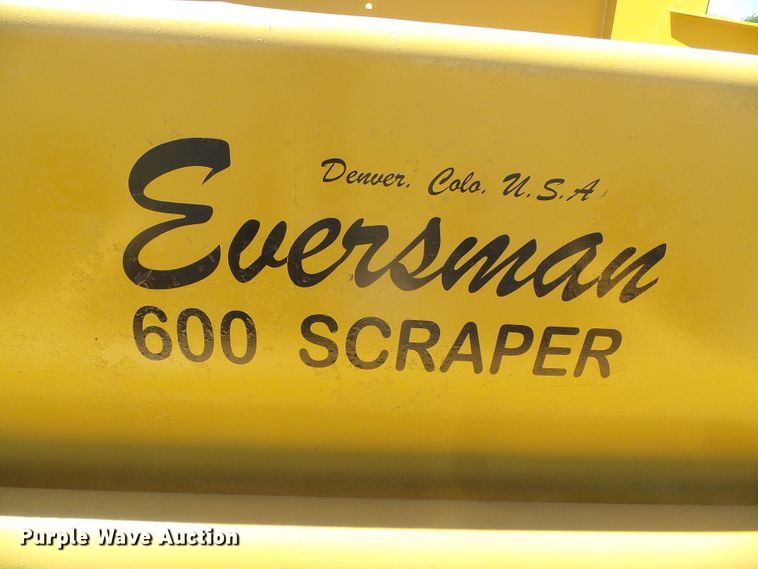 Denver, Colo. U.S.A
Eversman
600 SCRAPER
Purple Wave Auction